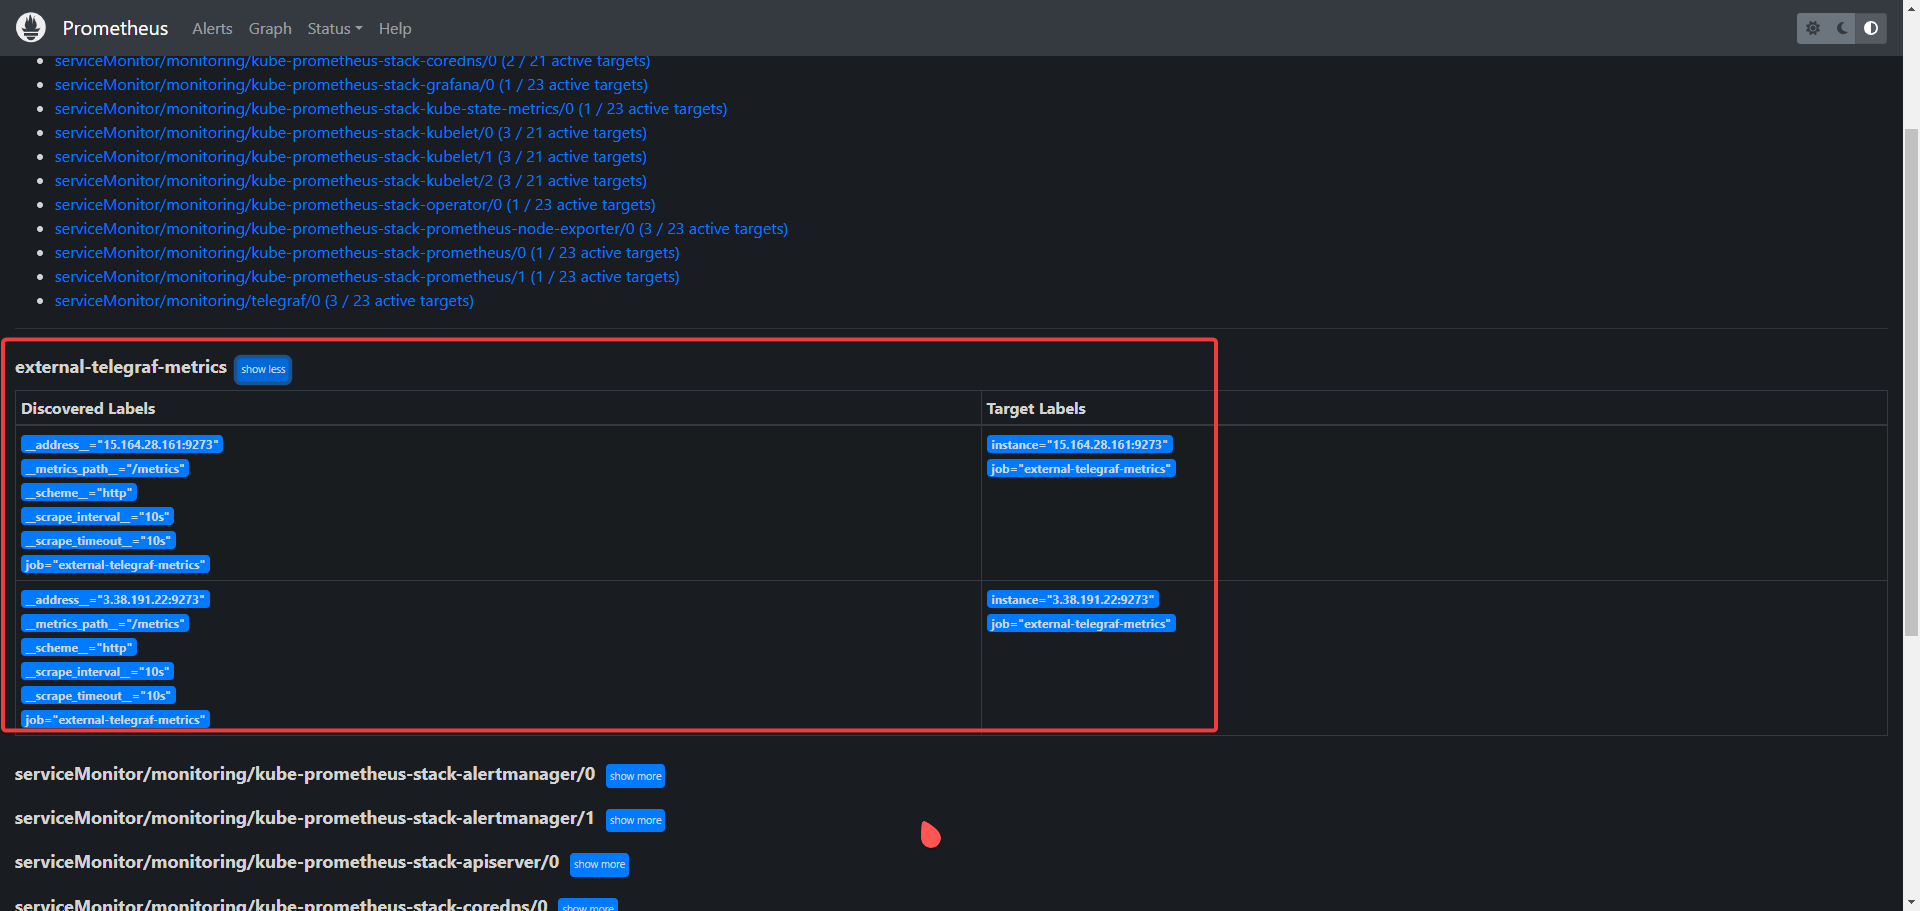 Prometheus Alerts Graph Status Help
serviceMonitor/monitoring/kube-prometheus-stack-coredns/0 (2 / 21 active targets)
serviceMonitor/monitoring/kube-prometheus-stack-grafana/0 (1 / 23 active targets)
serviceMonitor/monitoring/kube-prometheus-stack-kube-state-metrics/0 (1 / 23 active targets)
serviceMonitor/monitoring/kube-prometheus-stack-kubelet/0 (3 / 21 active targets)
serviceMonitor/monitoring/kube-prometheus-stack-kubelet/1 (3 / 21 active targets)
serviceMonitor/monitoring/kube-prometheus-stack-kubelet/2 (3 / 21 active targets)
serviceMonitor/monitoring/kube-prometheus-stack-operator/0 (1 / 23 active targets)
serviceMonitor/monitoring/kube-prometheus-stack-prometheus-node-exporter/0 (3 / 23 active targets)
serviceMonitor/monitoring/kube-prometheus-stack-prometheus/0 (1 / 23 active targets)
serviceMonitor/monitoring/kube-prometheus-stack-prometheus/1 (1 / 23 active targets)
serviceMonitor/monitoring/telegraf/0 (3 / 23 active targets)
external-telegraf-metrics show less
Discovered Labels Target Labels
__address__="15.164.28.161:9273" instance="15.164.28.161:9273"
__metrics_path__="/metrics" job="external-telegraf-metrics"
__scheme__="http"
__scrape_interval__="10s"
__scrape_timeout__="10s"
job="external-telegraf-metrics"
__address__="3.38.191.22:9273" instance="3.38.191.22:9273"
__metrics_path__="/metrics" job="external-telegraf-metrics"
__scheme__="http"
__scrape_interval__="10s"
__scrape_timeout__="10s"
job="external-telegraf-metrics"
serviceMonitor/monitoring/kube-prometheus-stack-alertmanager/0 show more
serviceMonitor/monitoring/kube-prometheus-stack-alertmanager/1 show more
serviceMonitor/monitoring/kube-prometheus-stack-apiserver/0 show more
serviceMonitor/monitoring/kube-prometheus-stack-coredns/0 show more